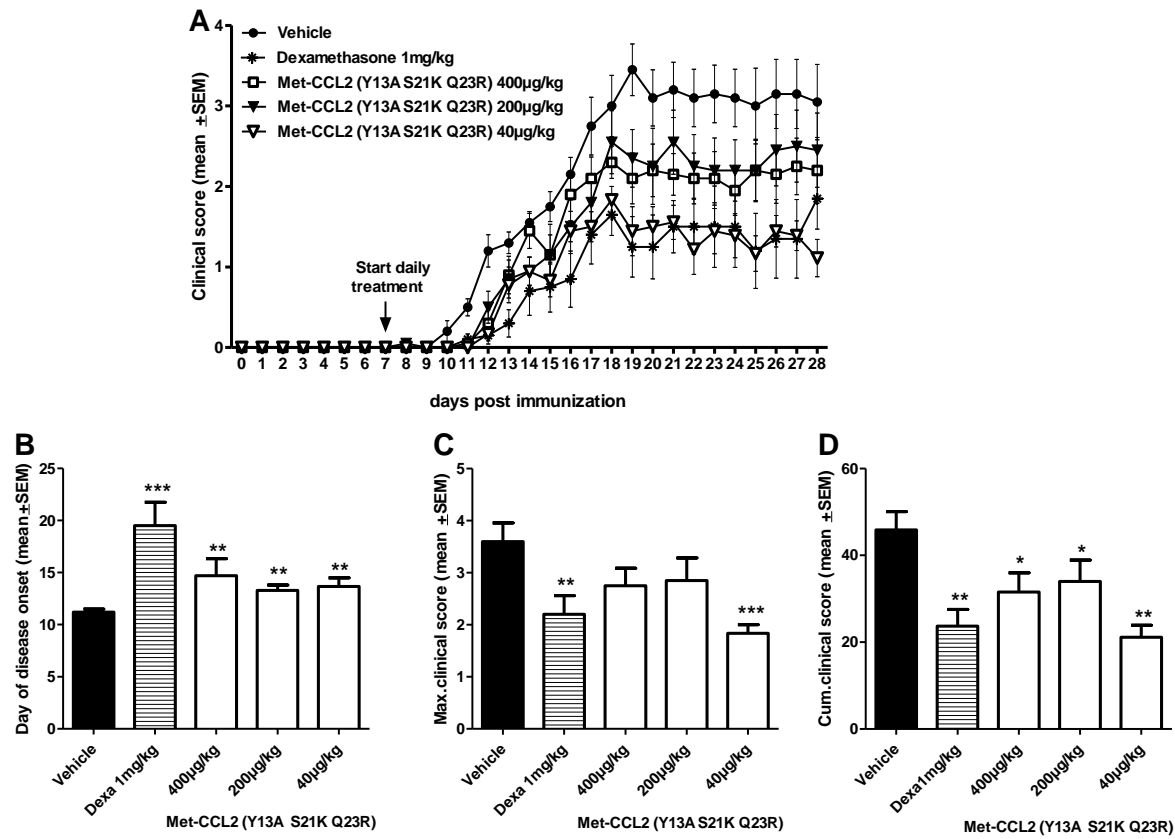 A
Clinical score (mean ±SEM)
4
3
2
1
0
Vehicle
Dexamethasone 1mg/kg
Met-CCL2 (Y13A S21K Q23R) 400µg/kg
Met-CCL2 (Y13A S21K Q23R) 200µg/kg
Met-CCL2 (Y13A S21K Q23R) 40µg/kg
Start daily
treatment
0 1 2 3 4 5 6 7 8 9 10 11 12 13 14 15 16 17 18 19 20 21 22 23 24 25 26 27 28
days post immunization
B
Day of disease onset (mean ±SEM)
25
20
15
10
5
0
***
**
**
**
Vehicle
Dexa 1mg/kg
400µg/kg
200µg/kg
40µg/kg
Met-CCL2 (Y13A S21K Q23R)
C
Max.clinical score (mean ±SEM)
5
4
3
2
1
0
**
***
Vehicle
Dexa 1mg/kg
400µg/kg
200µg/kg
40µg/kg
Met-CCL2 (Y13A S21K Q23R)
D
Cum.clinical score (mean ±SEM)
60
40
20
0
**
*
*
**
Vehicle
Dexa1mg/kg
400µg/kg
200µg/kg
40µg/kg
Met-CCL2 (Y13A S21K Q23R)